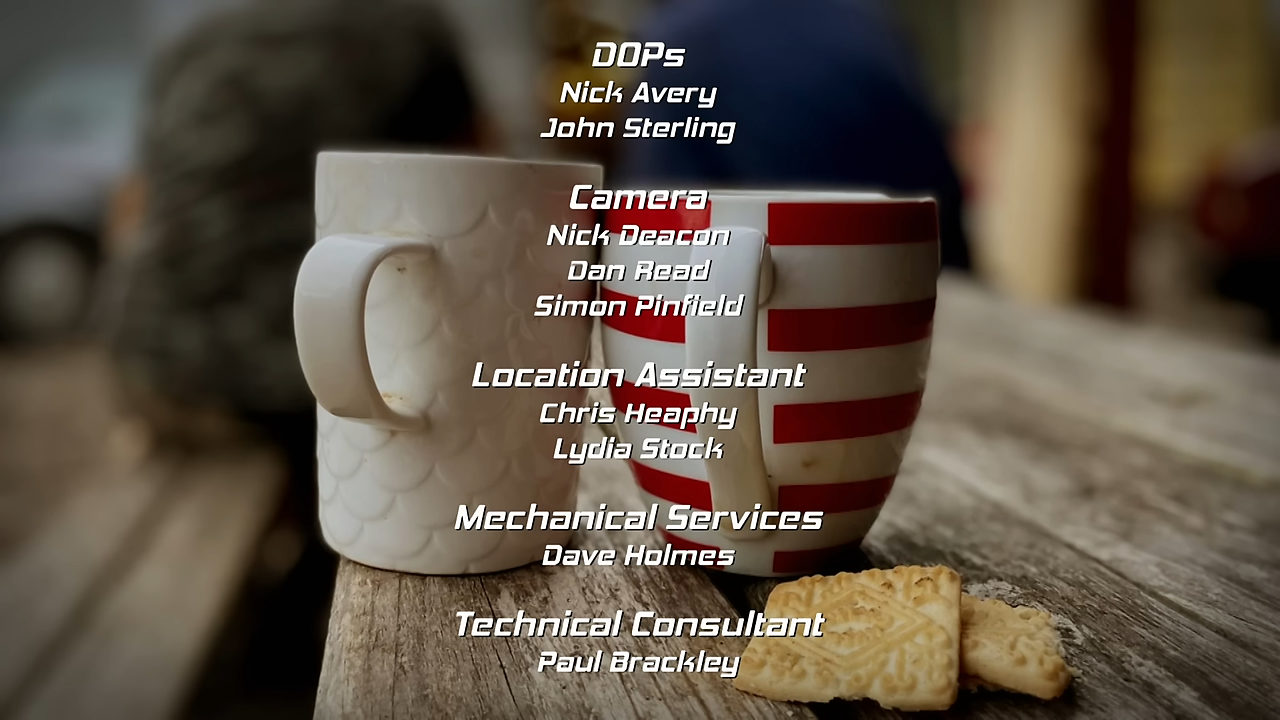 DOPs
Nick Avery
John Sterling
Camera
Nick Deacon
Dan Read
Simon Pinfield
Location Assistant
Chris Heaphy
Lydia Stock
Mechanical Services
Dave Holmes
Technical Consultant
Paul Brackley